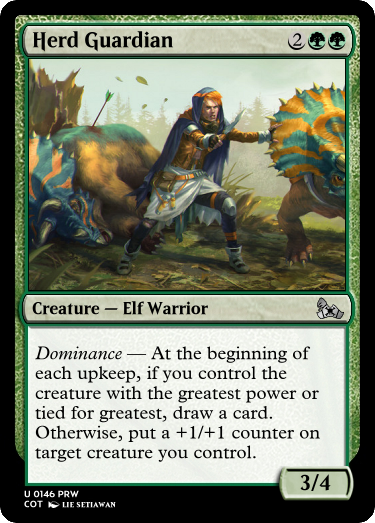 Herd Guardian 2
Creature — Elf Warrior
Dominance — At the beginning of
each upkeep, if you control the
creature with the greatest power or
tied for greatest, draw a card.
Otherwise, put a +1/+1 counter on
target creature you control.
3/4
U 0146 PRW
COT LIE SETIAWAN